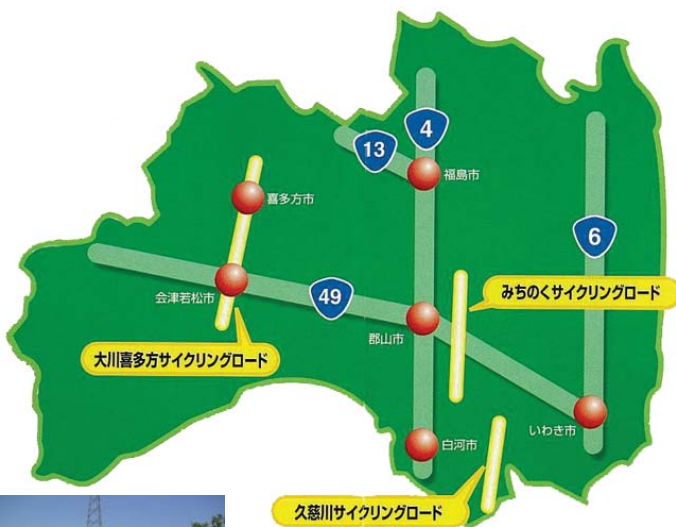 4
13
福島市
喜多方市
6
みちのくサイクリングロード
会津若松市
49
郡山市
大川喜多方サイクリングロード
いわき市
白河市
久慈川サイクリングロード